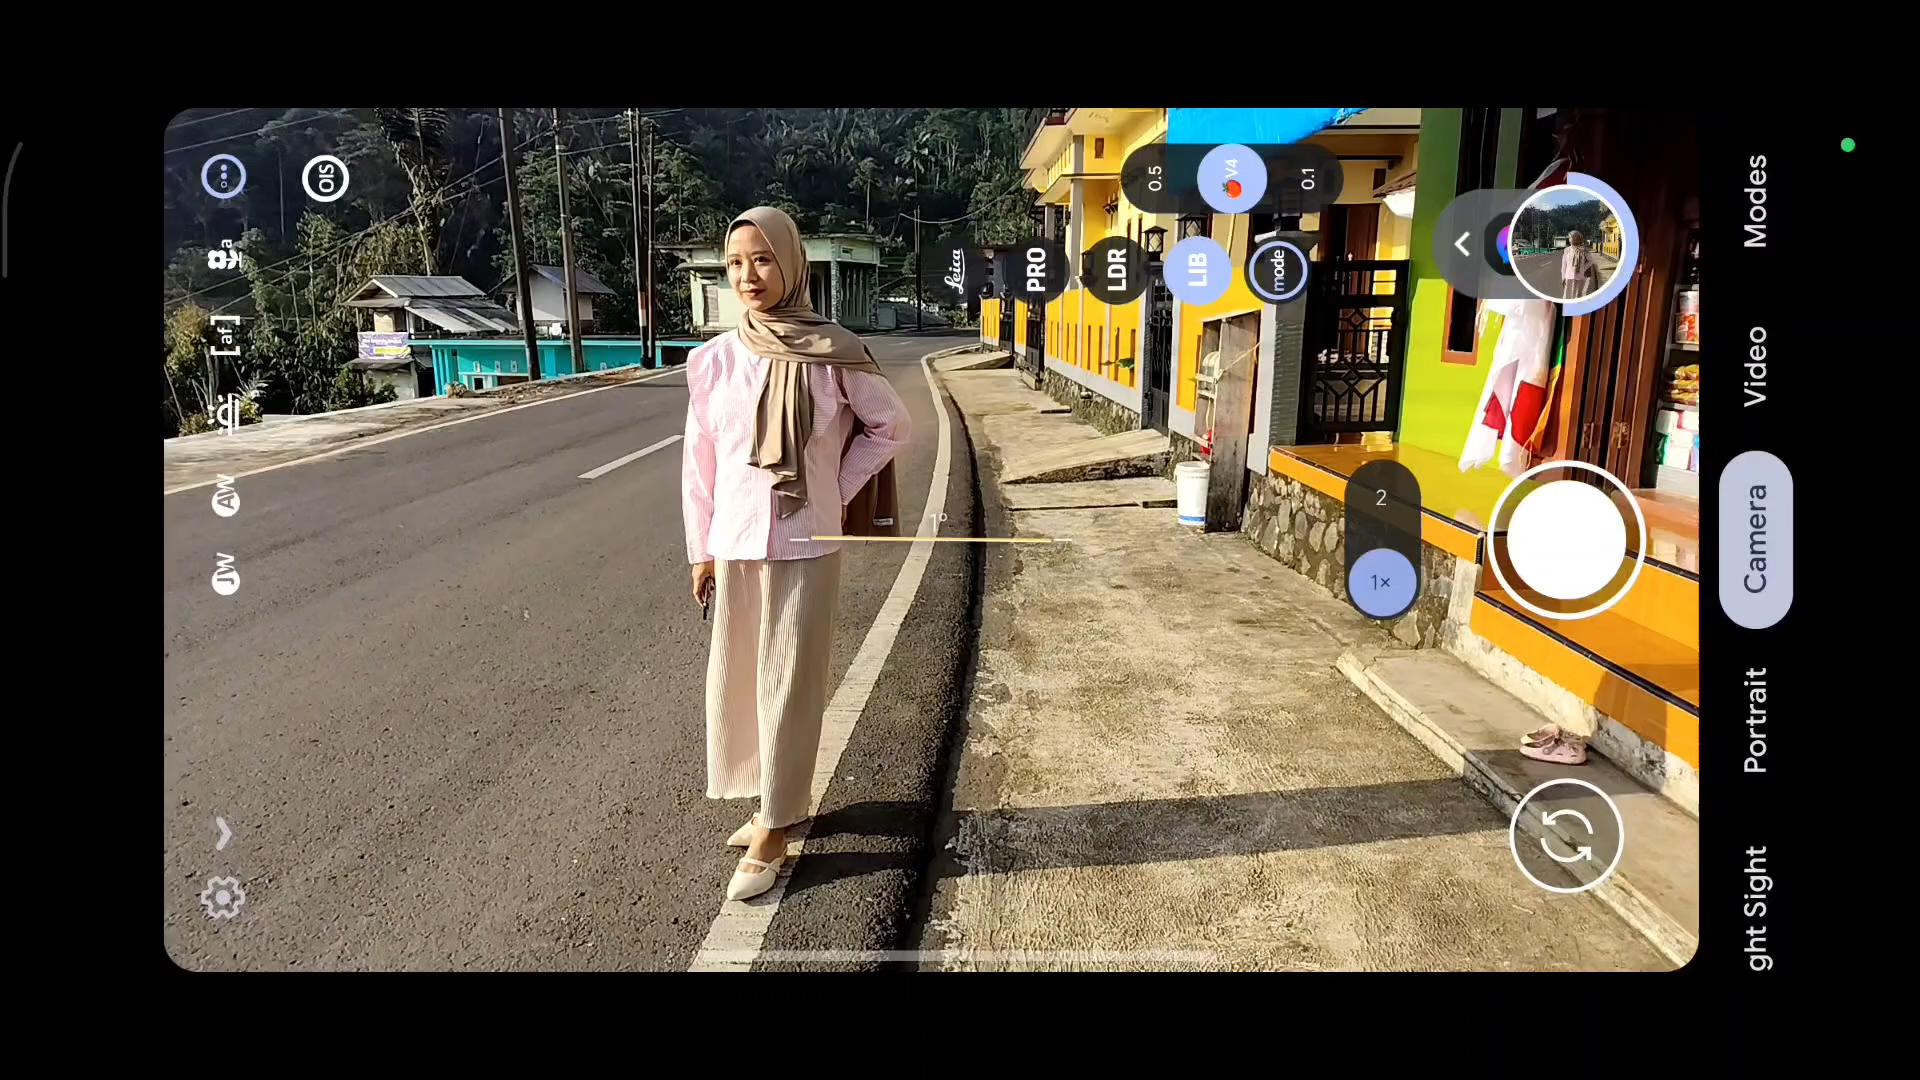 OIS
a
[af]
AW
JW
Leica
PRO
LDR
LIB
mode
0.5
V4
0.1
1°
2
1×
Modes
Video
Camera
Portrait
ght Sight